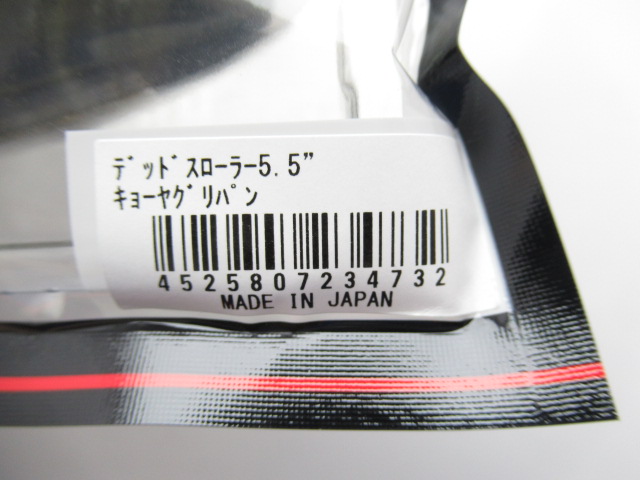 ﾃﾞｯﾄﾞｽﾛｰﾗｰ5.5”
ｷｮｰﾔｸﾞﾘﾊﾟﾝ
4525807234732
MADE IN JAPAN